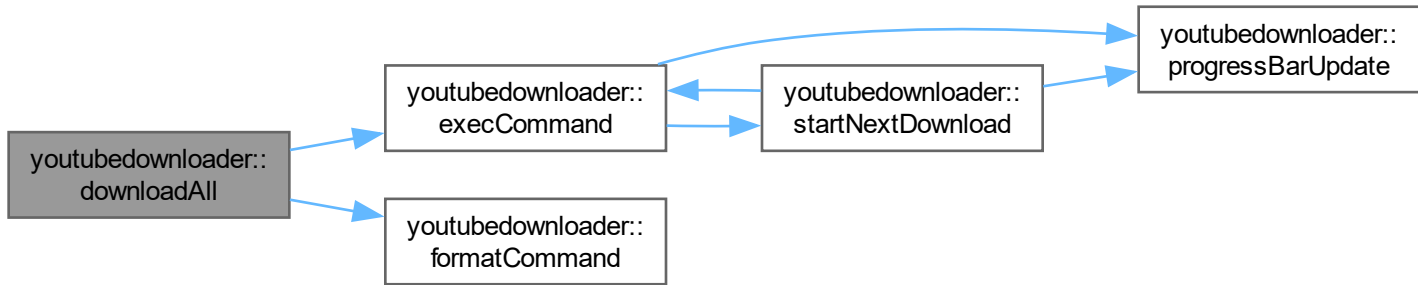 youtubedownloader::
downloadAll
youtubedownloader::
execCommand
youtubedownloader::
formatCommand
youtubedownloader::
startNextDownload
youtubedownloader::
progressBarUpdate